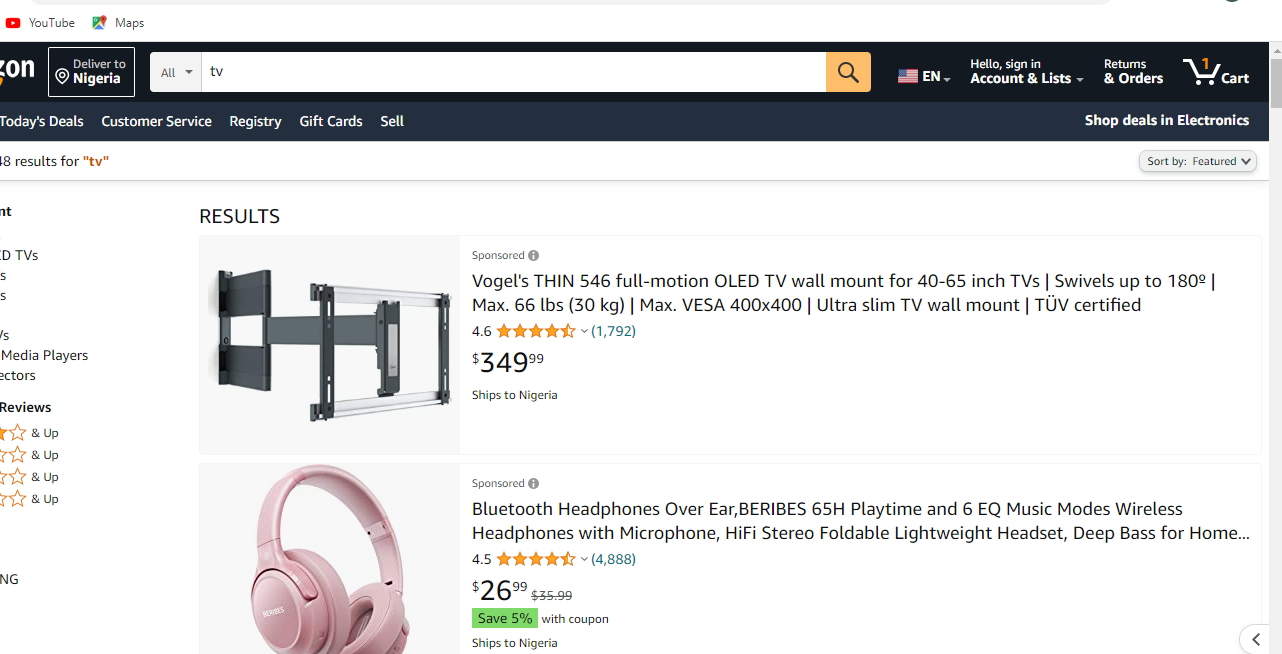 YouTube
Maps
zon
Deliver to
Nigeria
All
tv
EN
Hello, sign in
Account & Lists
Returns
& Orders
1
Cart
Today's Deals
Customer Service
Registry
Gift Cards
Sell
Shop deals in Electronics
48 results for "tv"
Sort by: Featured
nt
ED TVs
s
s
Vs
Media Players
ectors
Reviews
& Up
& Up
& Up
& Up
NG
RESULTS
Sponsored
Vogel's THIN 546 full-motion OLED TV wall mount for 40-65 inch TVs | Swivels up to 180º |
Max. 66 lbs (30 kg) | Max. VESA 400x400 | Ultra slim TV wall mount | TÜV certified
4.6 (1,792)
$349.99
Ships to Nigeria
Sponsored
Bluetooth Headphones Over Ear,BERIBES 65H Playtime and 6 EQ Music Modes Wireless
Headphones with Microphone, HiFi Stereo Foldable Lightweight Headset, Deep Bass for Home...
4.5 (4,888)
$26.99 $35.99
Save 5% with coupon
Ships to Nigeria
BERIBES